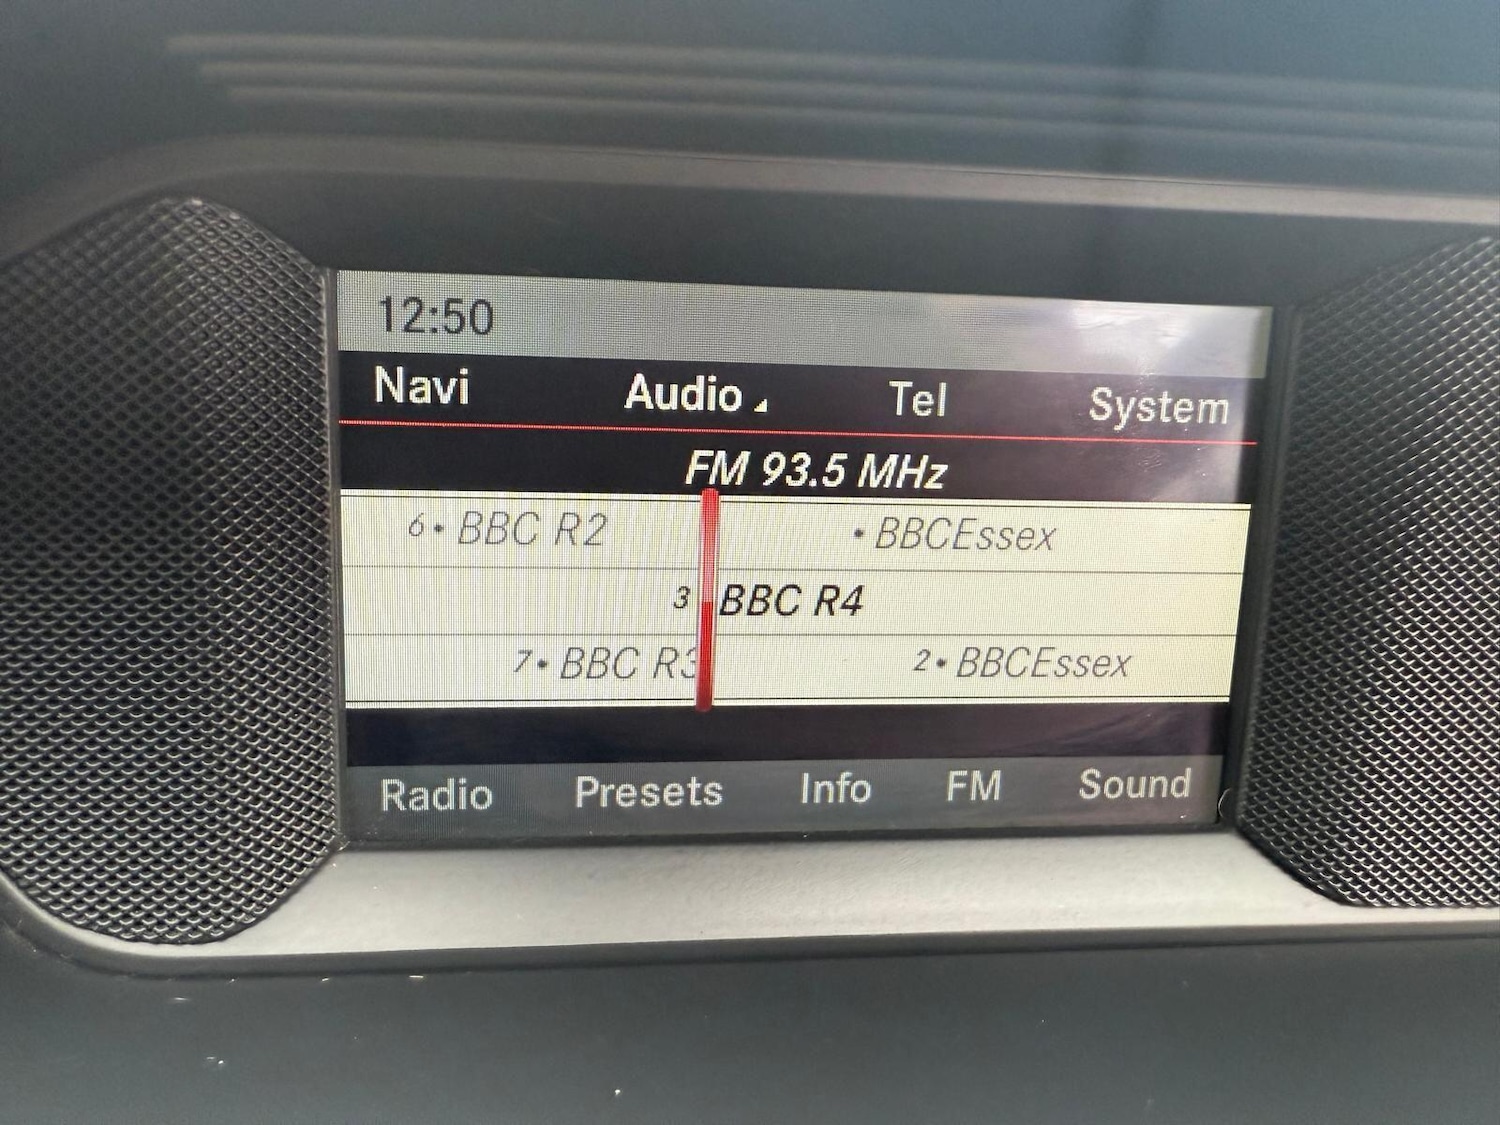 12:50
Navi Audio Tel System
FM 93.5 MHz
6• BBC R2 •BBCEssex
3 BBC R4
7• BBC R3 2• BBCEssex
Radio Presets Info FM Sound